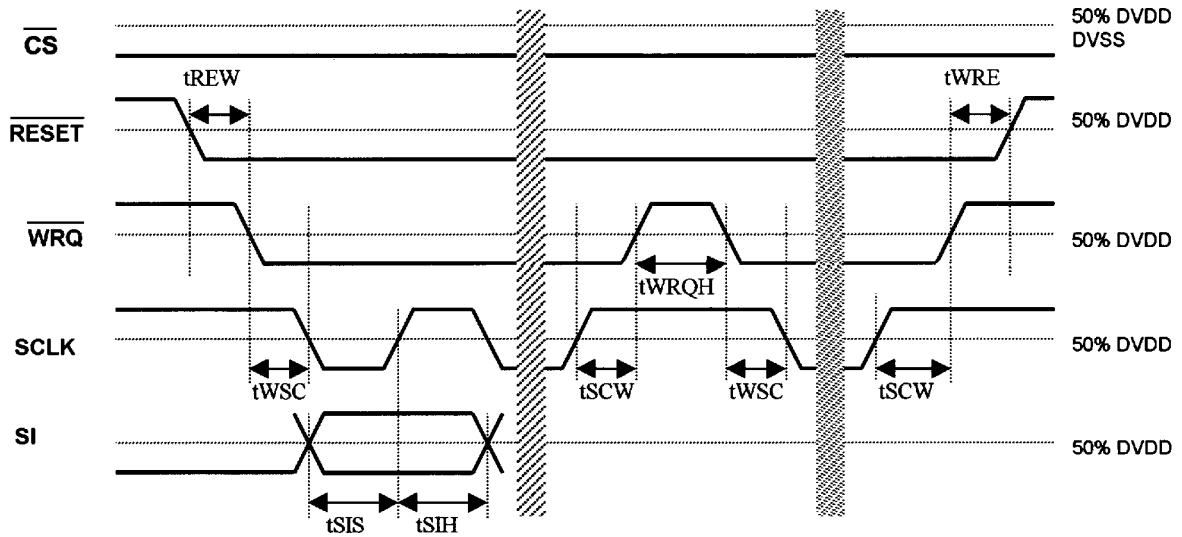 50% DVDD
CS
DVSS
tREW
tWRE
RESET
50% DVDD
WRQ
50% DVDD
tWRQH
SCLK
50% DVDD
tWSC
tSCW
tWSC
tSCW
SI
50% DVDD
tSIS
tSIH